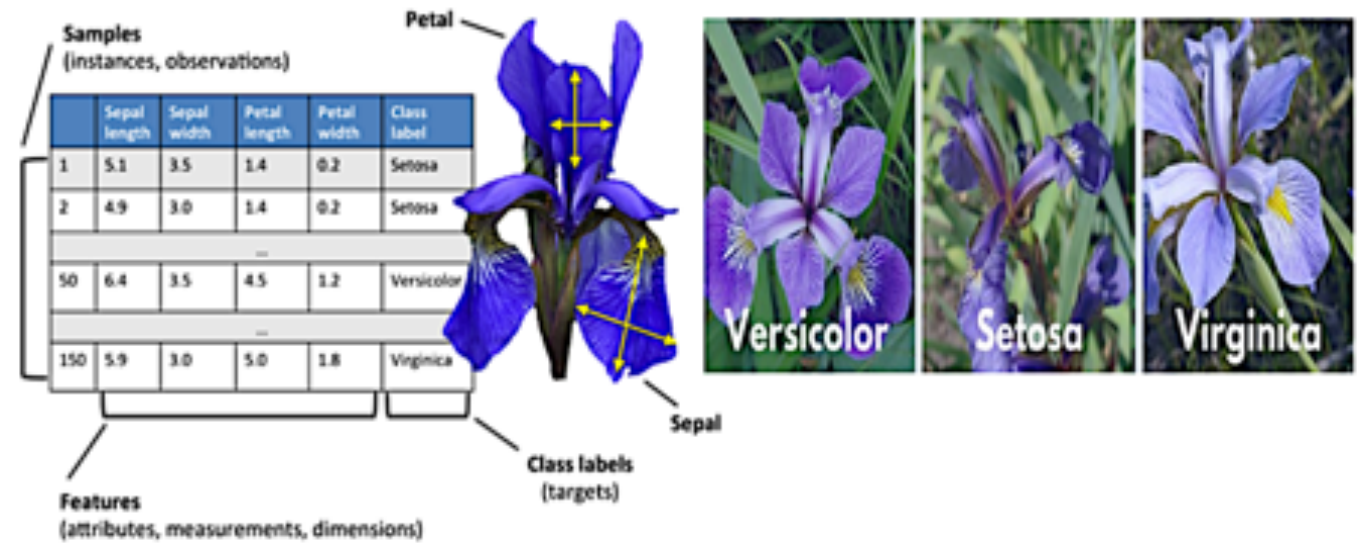 Samples
(instances, observations)
Petal
Sepal length Sepal width Petal length Petal width Class label
1 5.1 3.5 1.4 0.2 Setosa
2 4.9 3.0 1.4 0.2 Setosa
...
50 6.4 3.5 4.5 1.2 Versicolor
...
150 5.9 3.0 5.0 1.8 Virginica
Sepal
Class labels
(targets)
Features
(attributes, measurements, dimensions)
Versicolor Setosa Virginica